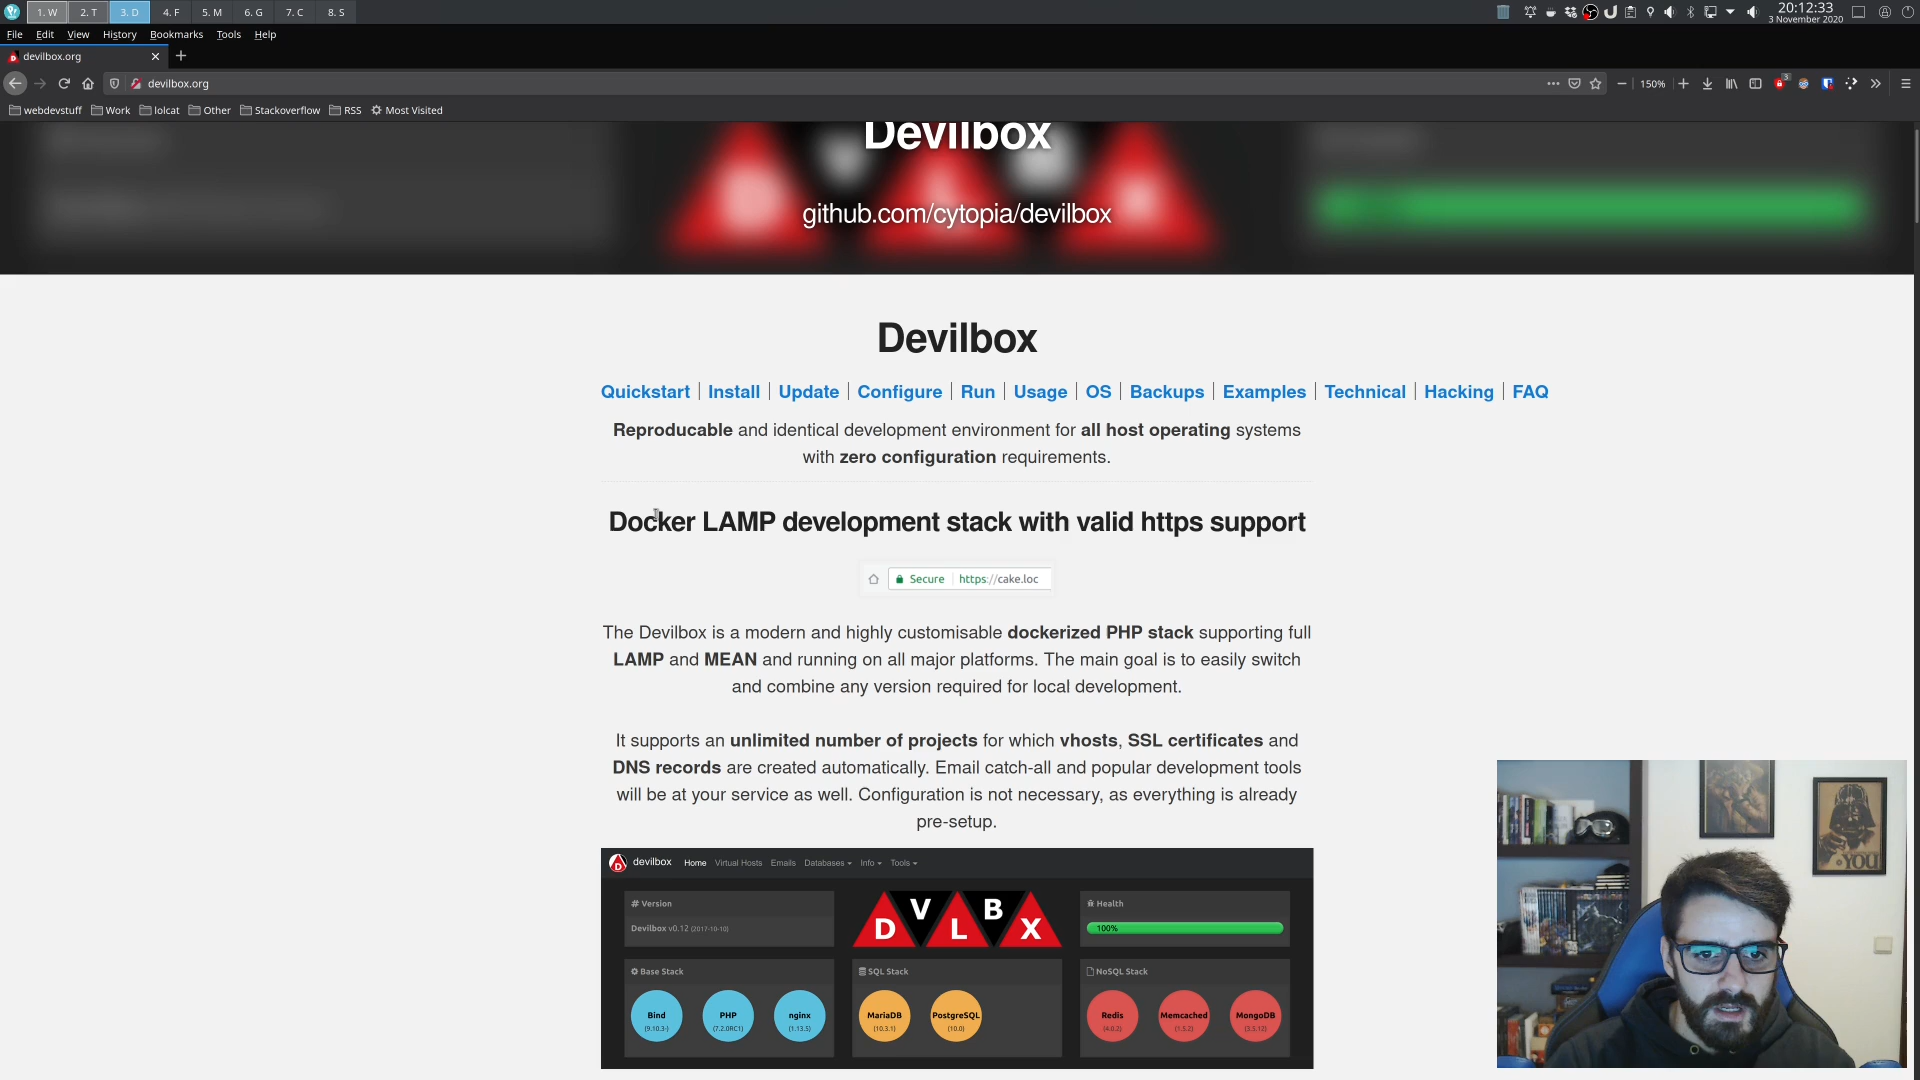 1. W 2. T 3. D 4. F 5. M 6. G 7. C 8. S
20:12:33
3 November 2020
File Edit View History Bookmarks Tools Help
devilbox.org
devilbox.org
150%
3
webdevstuff Work lolcat Other Stackoverflow RSS Most Visited
Devilbox
github.com/cytopia/devilbox
Devilbox
Quickstart | Install | Update | Configure | Run | Usage | OS | Backups | Examples | Technical | Hacking | FAQ
Reproducable and identical development environment for all host operating systems
with zero configuration requirements.
Docker LAMP development stack with valid https support
Secure https://cake.loc
The Devilbox is a modern and highly customisable dockerized PHP stack supporting full
LAMP and MEAN and running on all major platforms. The main goal is to easily switch
and combine any version required for local development.
It supports an unlimited number of projects for which vhosts, SSL certificates and
DNS records are created automatically. Email catch-all and popular development tools
will be at your service as well. Configuration is not necessary, as everything is already
pre-setup.
devilbox Home Virtual Hosts Emails Databases Info Tools
# Version
Devilbox v0.12 (2017-10-10)
D V L B X
Health
100%
Base Stack
Bind
(9.10.3-)
PHP
(7.2.0RC1)
nginx
(1.13.5)
SQL Stack
MariaDB
(10.3.1)
PostgreSQL
(10.0)
NoSQL Stack
Redis
(4.0.2)
Memcached
(1.5.2)
MongoDB
(3.3.12)
YOU